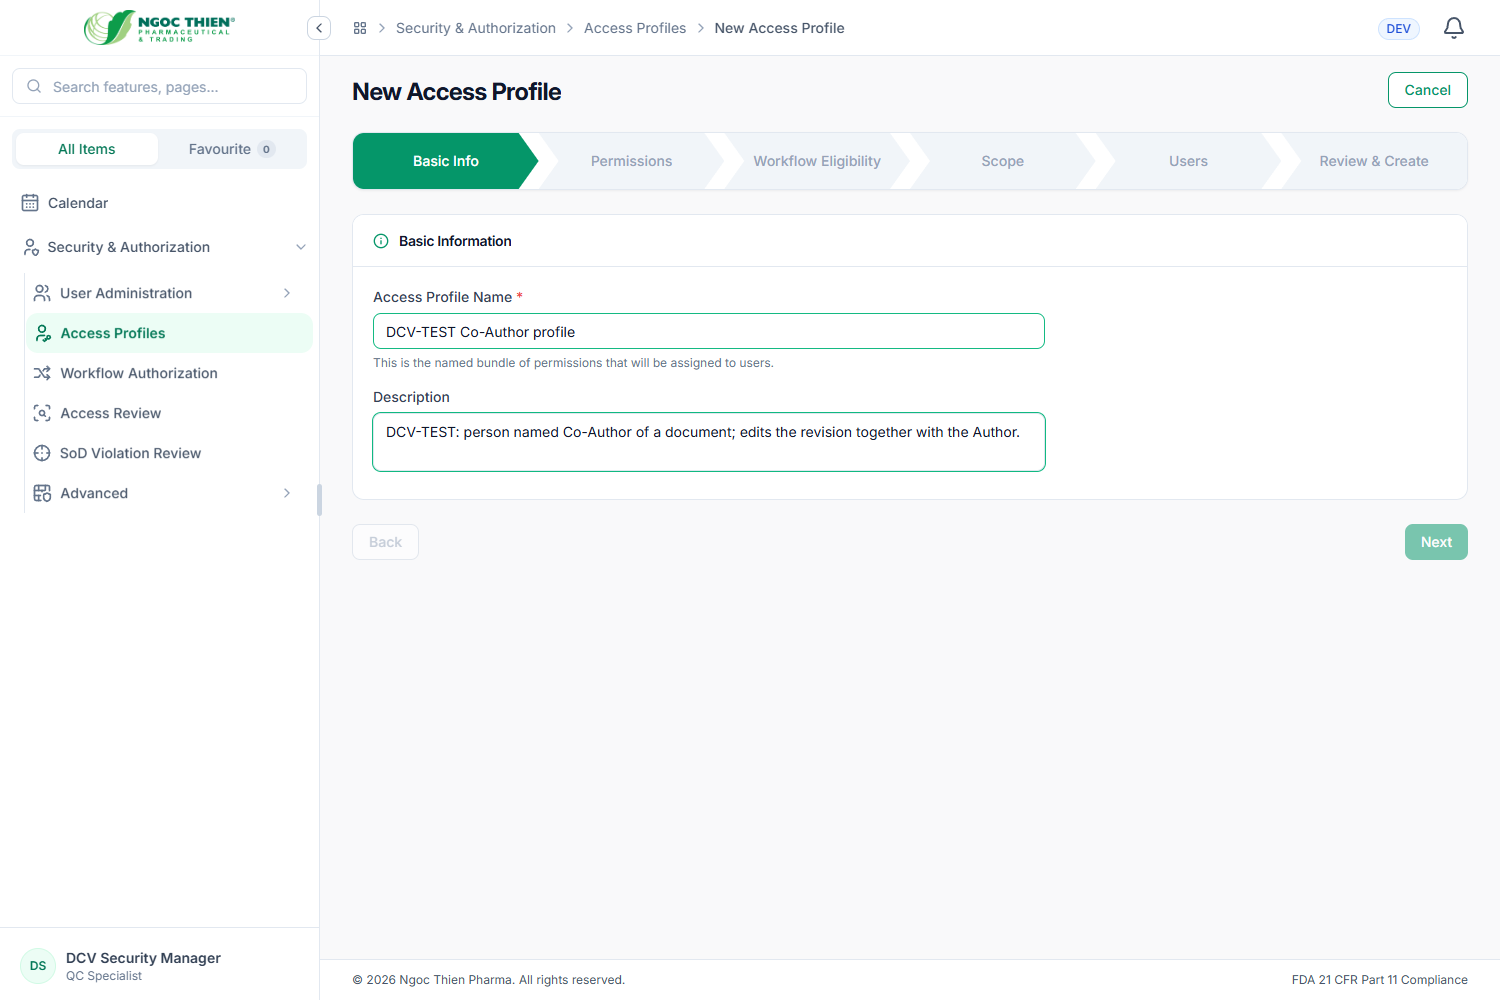 NGOC THIEN®
PHARMACEUTICAL
& TRADING
Security & Authorization
Access Profiles
New Access Profile
DEV
Search features, pages...
All Items
Favourite 0
Calendar
Security & Authorization
User Administration
Access Profiles
Workflow Authorization
Access Review
SoD Violation Review
Advanced
DS
DCV Security Manager
QC Specialist
New Access Profile
Cancel
Basic Info
Permissions
Workflow Eligibility
Scope
Users
Review & Create
Basic Information
Access Profile Name *
DCV-TEST Co-Author profile
This is the named bundle of permissions that will be assigned to users.
Description
DCV-TEST: person named Co-Author of a document; edits the revision together with the Author.
Back
Next
© 2026 Ngoc Thien Pharma. All rights reserved.
FDA 21 CFR Part 11 Compliance